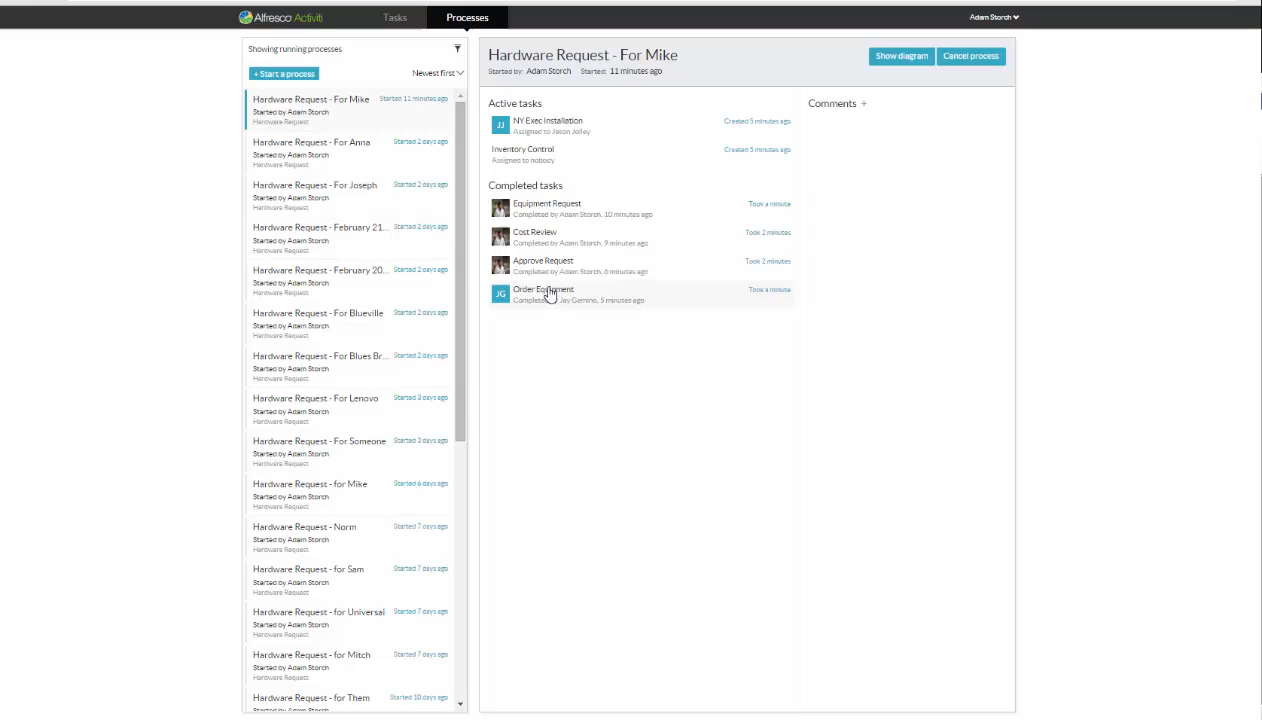 Alfresco Activiti
Tasks
Processes
Adam Storch
Showing running processes
+ Start a process
Newest first
Hardware Request - For Mike
Started 11 minutes ago
Started by Adam Storch
Hardware Request
Hardware Request - For Anna
Started 2 days ago
Started by Adam Storch
Hardware Request
Hardware Request - For Joseph
Started 2 days ago
Started by Adam Storch
Hardware Request
Hardware Request - February 21...
Started 2 days ago
Started by Adam Storch
Hardware Request
Hardware Request - February 20...
Started 2 days ago
Started by Adam Storch
Hardware Request
Hardware Request - For Blueville
Started 2 days ago
Started by Adam Storch
Hardware Request
Hardware Request - For Blues Br...
Started 2 days ago
Started by Adam Storch
Hardware Request
Hardware Request - For Lenovo
Started 3 days ago
Started by Adam Storch
Hardware Request
Hardware Request - For Someone
Started 3 days ago
Started by Adam Storch
Hardware Request
Hardware Request - for Mike
Started 6 days ago
Started by Adam Storch
Hardware Request
Hardware Request - Norm
Started 7 days ago
Started by Adam Storch
Hardware Request
Hardware Request - for Sam
Started 7 days ago
Started by Adam Storch
Hardware Request
Hardware Request - for Universal
Started 7 days ago
Started by Adam Storch
Hardware Request
Hardware Request - for Mitch
Started 7 days ago
Started by Adam Storch
Hardware Request
Hardware Request - for Them
Started 10 days ago
Started by Adam Storch
Hardware Request - For Mike
Started by: Adam Storch Started: 11 minutes ago
Show diagram
Cancel process
Active tasks
JJ
NY Exec Installation
Created 5 minutes ago
Assigned to Jason Jolley
Inventory Control
Created 5 minutes ago
Assigned to nobody
Completed tasks
Equipment Request
Took a minute
Completed by Adam Storch, 10 minutes ago
Cost Review
Took 2 minutes
Completed by Adam Storch, 9 minutes ago
Approve Request
Took 2 minutes
Completed by Adam Storch, 6 minutes ago
JG
Order Equipment
Took a minute
Completed Jay Gemino, 5 minutes ago
Comments +